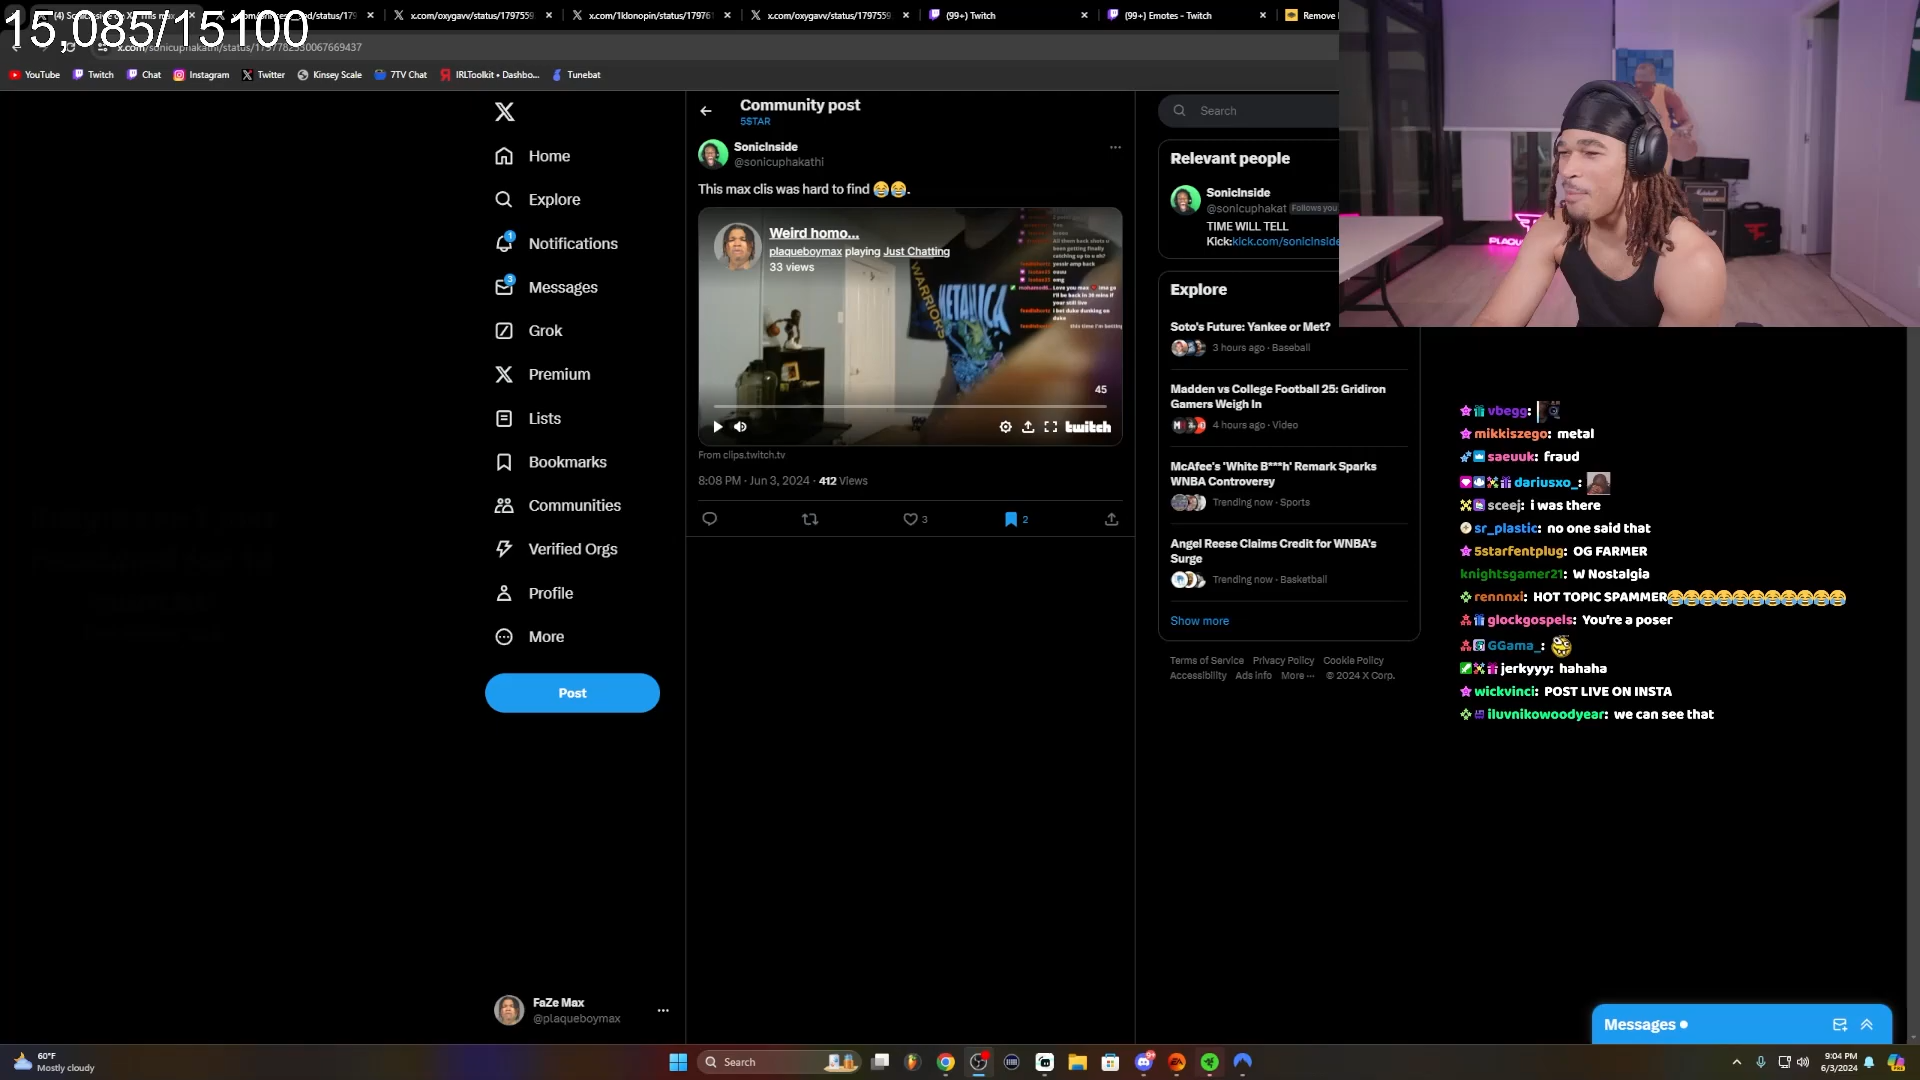 15,085/15100
x.com/oxygavv/status/1797559
x.com/1klonopin/status/17976
x.com/oxygavv/status/1797559
(99+) Twitch
(99+) Emotes - Twitch
Remove
YouTube
Twitch
Chat
Instagram
Twitter
Kinsey Scale
7TV Chat
IRLToolkit • Dashbo...
Tunebat
Home
Explore
Notifications
1
Messages
3
Grok
Premium
Lists
Bookmarks
Communities
Verified Orgs
Profile
More
Post
FaZe Max
@plaqueboymax
Community post
5STAR
SonicInside
@sonicuphakathi
This max clis was hard to find 😂😂.
Weird homo...
plaqueboymax playing Just Chatting
33 views
WARRIORS
METALLICA
45
twitch
From clips.twitch.tv
8:08 PM · Jun 3, 2024 · 412 Views
3
2
Search
Relevant people
SonicInside
@sonicuphakat Follows you
TIME WILL TELL
Kick:kick.com/sonicinside
Explore
Soto's Future: Yankee or Met?
3 hours ago · Baseball
Madden vs College Football 25: Gridiron
Gamers Weigh In
4 hours ago · Video
McAfee's 'White B***h' Remark Sparks
WNBA Controversy
Trending now · Sports
Angel Reese Claims Credit for WNBA's
Surge
Trending now · Basketball
Show more
Terms of Service Privacy Policy Cookie Policy
Accessibility Ads info More ··· © 2024 X Corp.
Marshall
vbegg:
mikkiszego: metal
saeuuk: fraud
dariusxo_:
sceej: i was there
sr_plastic: no one said that
5starfentplug: OG FARMER
knightsgamer21: W Nostalgia
rennnxi: HOT TOPIC SPAMMER😂😂😂😂😂😂😂😂😂😂😂
glockgospels: You're a poser
GGama_:
jerkyyy: hahaha
wickvinci: POST LIVE ON INSTA
iluvnikowoodyear: we can see that
Messages
60°F
Mostly cloudy
Search
9:04 PM
6/3/2024